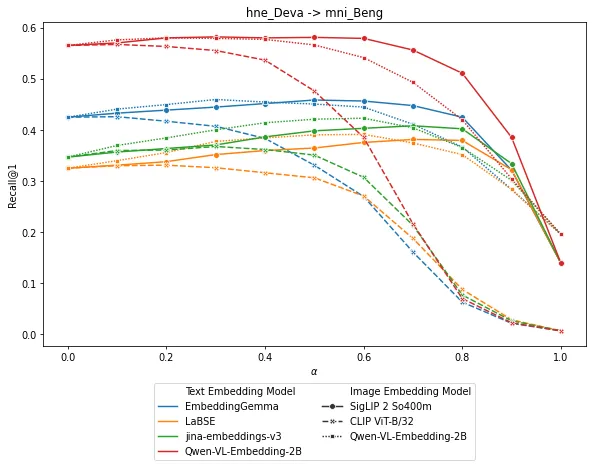 hne_Deva -> mni_Beng
0.6
0.5
0.4
0.3
0.2
0.1
0.0
Recall@1
0.0 0.2 0.4 0.6 0.8 1.0
α
Text Embedding Model Image Embedding Model
EmbeddingGemma SigLIP 2 So400m
LaBSE CLIP ViT-B/32
jina-embeddings-v3 Qwen-VL-Embedding-2B
Qwen-VL-Embedding-2B